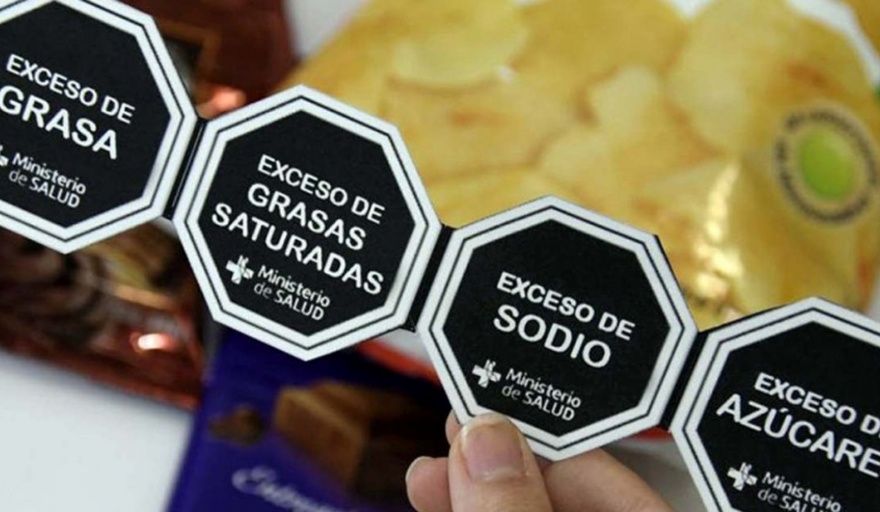 EXCESO DE
GRASA
Ministerio
de SALUD
EXCESO DE
GRASAS
SATURADAS
Ministerio
de SALUD
EXCESO DE
SODIO
Ministerio
de SALUD
EXCESO D
AZÚCARE
Ministerio
de SALUD